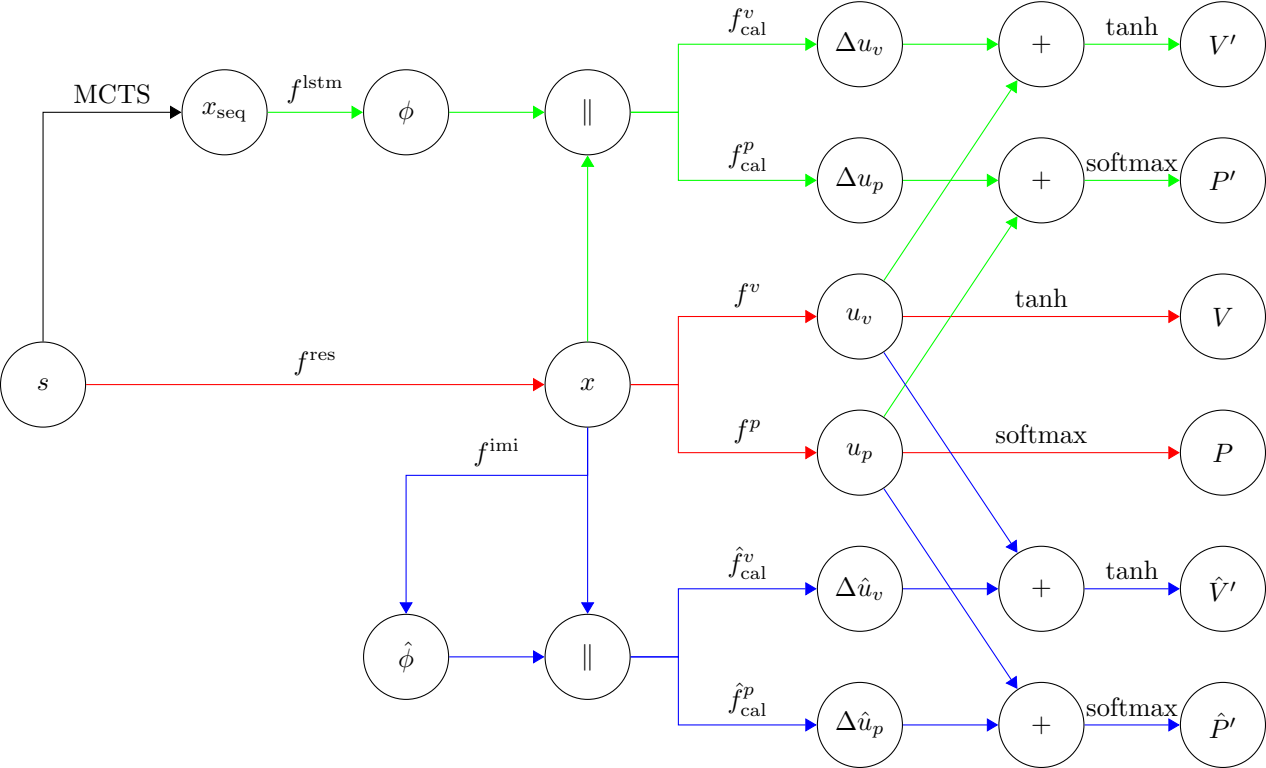 f^v_cal
Δu_v + tanh V′
MCTS x_seq f^lstm ϕ ∥
f^p_cal
Δu_p + softmax P′
f^v
u_v tanh V
s f^res x
f^p
u_p softmax P
f^imi
f̂^v_cal
Δû_v + tanh V̂′
ϕ̂ ∥
f̂^p_cal
Δû_p + softmax P̂′